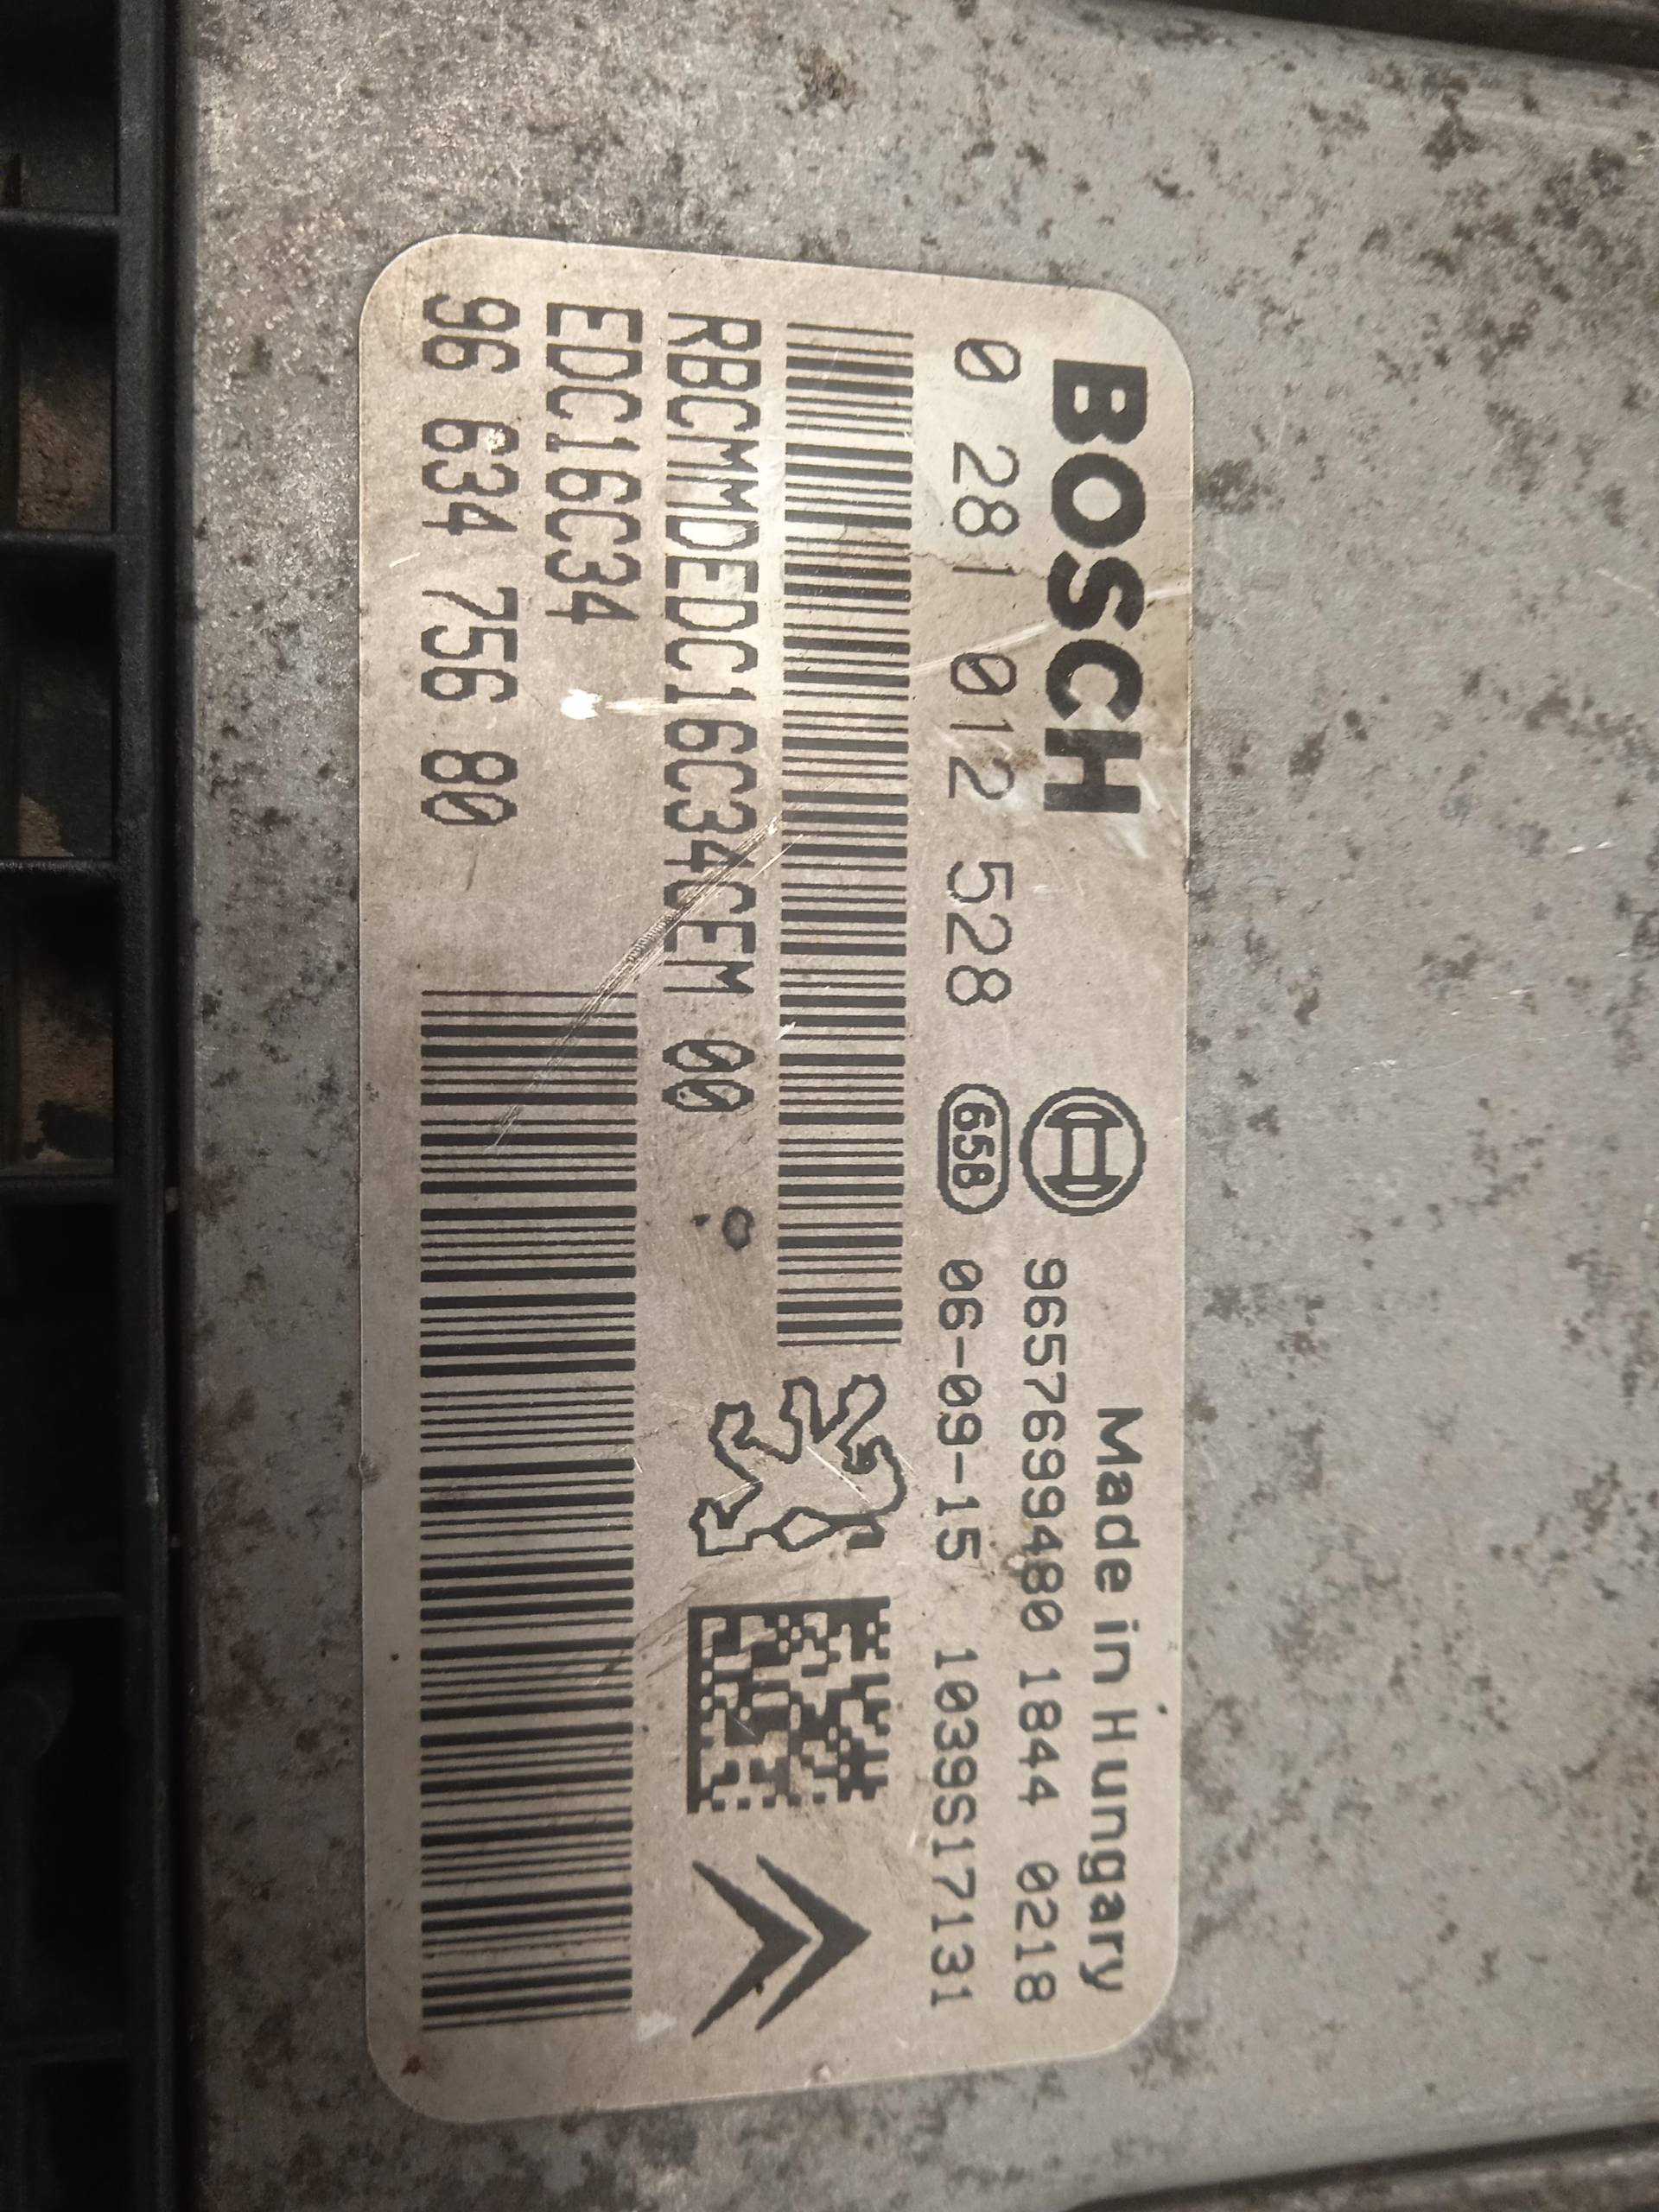 BOSCH
Made in Hungary
9657699480 1844 0218
0 281 012 528
658
06-09-15 1039S17131
RBCMMDEDC16C34CEM 00
EDC16C34
96 634 756 80